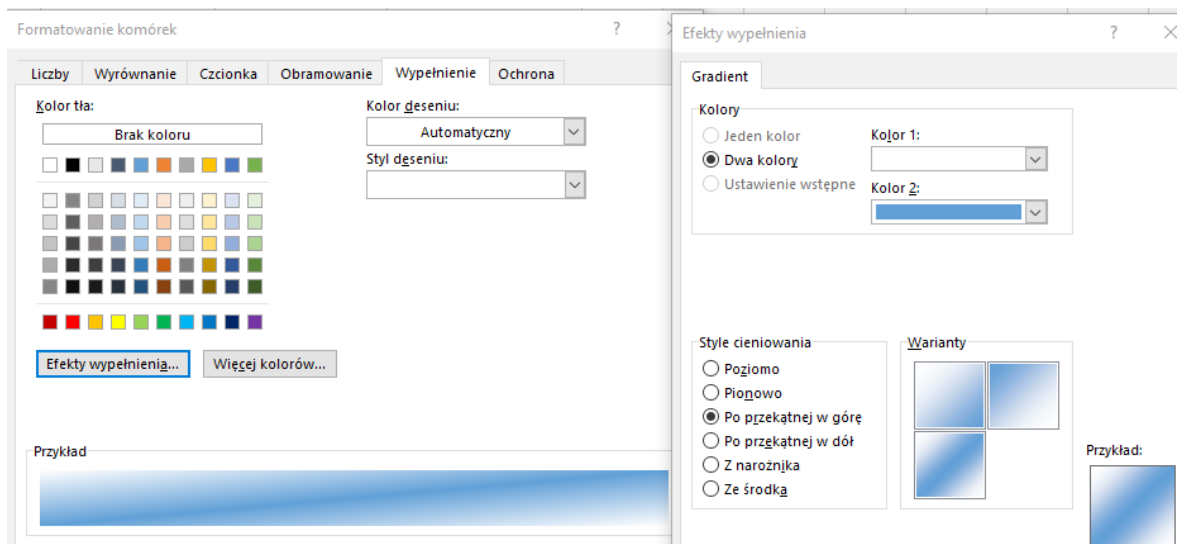 Formatowanie komórek
?
Liczby Wyrównanie Czcionka Obramowanie Wypełnienie Ochrona
Kolor tła:
Brak koloru
Kolor deseniu:
Automatyczny
Styl deseniu:
Efekty wypełnienia...
Więcej kolorów...
Przykład
Efekty wypełnienia
?
Gradient
Kolory
Jeden kolor
Dwa kolory
Ustawienie wstępne
Kolor 1:
Kolor 2:
Style cieniowania
Poziomo
Pionowo
Po przekątnej w górę
Po przekątnej w dół
Z narożnika
Ze środka
Warianty
Przykład: